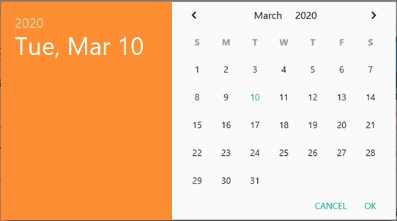 2020
Tue, Mar 10
March 2020
S M T W T F S
1 2 3 4 5 6 7
8 9 10 11 12 13 14
15 16 17 18 19 20 21
22 23 24 25 26 27 28
29 30 31
CANCEL OK